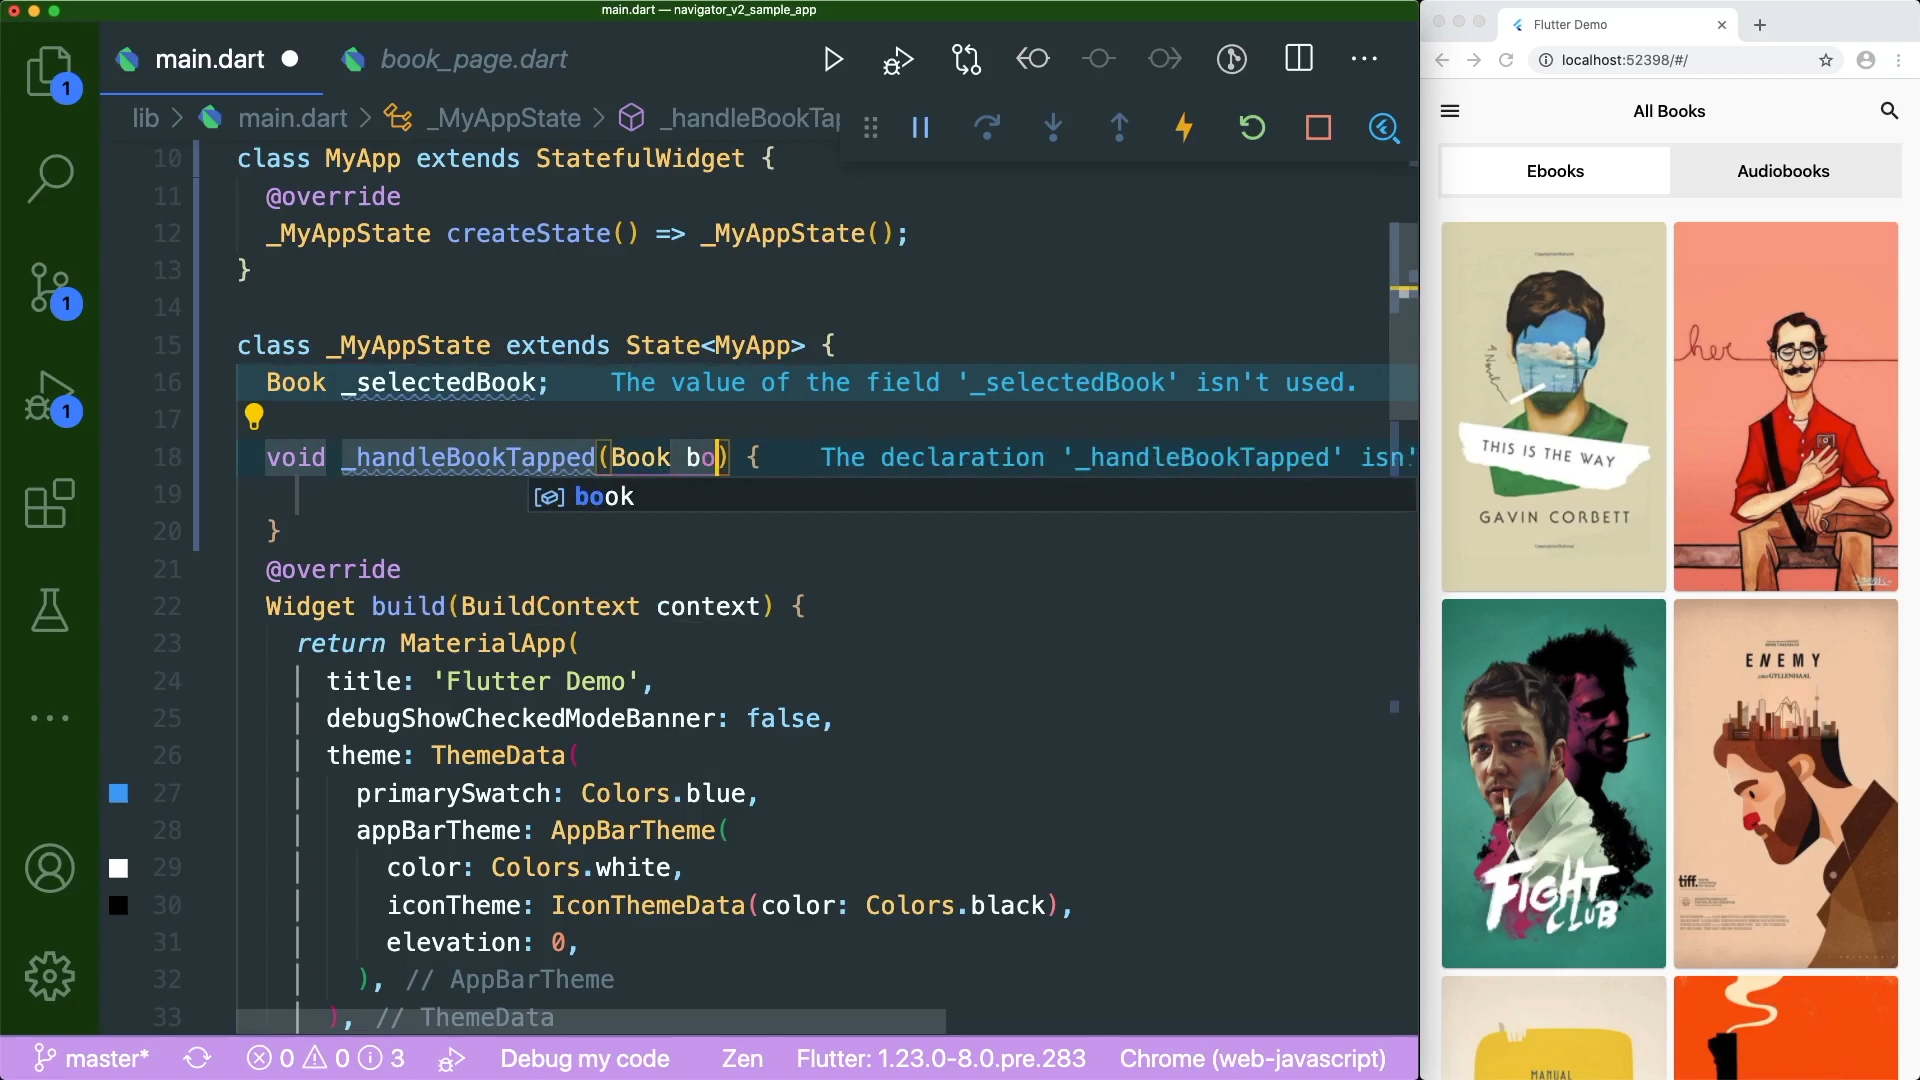 main.dart — navigator_v2_sample_app
main.dart
book_page.dart
lib > main.dart > _MyAppState > _handleBookTap
10 class MyApp extends StatefulWidget {
11 @override
12 _MyAppState createState() => _MyAppState();
13 }
14
15 class _MyAppState extends State<MyApp> {
16 Book _selectedBook; The value of the field '_selectedBook' isn't used.
17
18 void _handleBookTapped(Book bo) { The declaration '_handleBookTapped' isn'
19
book
20 }
21 @override
22 Widget build(BuildContext context) {
23 return MaterialApp(
24 title: 'Flutter Demo',
25 debugShowCheckedModeBanner: false,
26 theme: ThemeData(
27 primarySwatch: Colors.blue,
28 appBarTheme: AppBarTheme(
29 color: Colors.white,
30 iconTheme: IconThemeData(color: Colors.black),
31 elevation: 0,
32 ), // AppBarTheme
33 ), // ThemeData
1
1
1
master* 0 0 3 Debug my code Zen Flutter: 1.23.0-8.0.pre.283 Chrome (web-javascript)
Flutter Demo
localhost:52398/#/
All Books
Ebooks
Audiobooks
A Novel
THIS IS THE WAY
GAVIN CORBETT
her
FIGHT
CLUB
ENEMY
GYLLENHAAL
tiff.
MANUAL